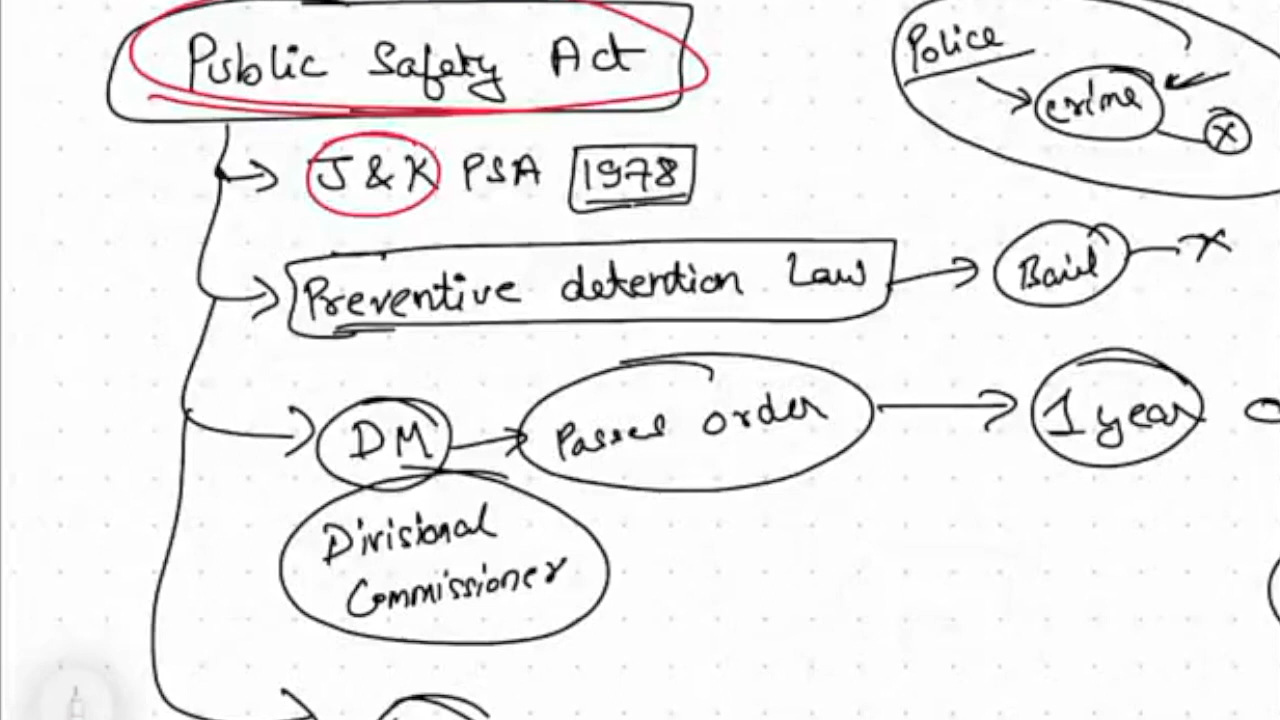 Public Safety Act
Police
crime
x
J & K PSA 1978
Preventive detention Law
Bail
x
DM
Passes order
1 year
Divisional
Commissioner